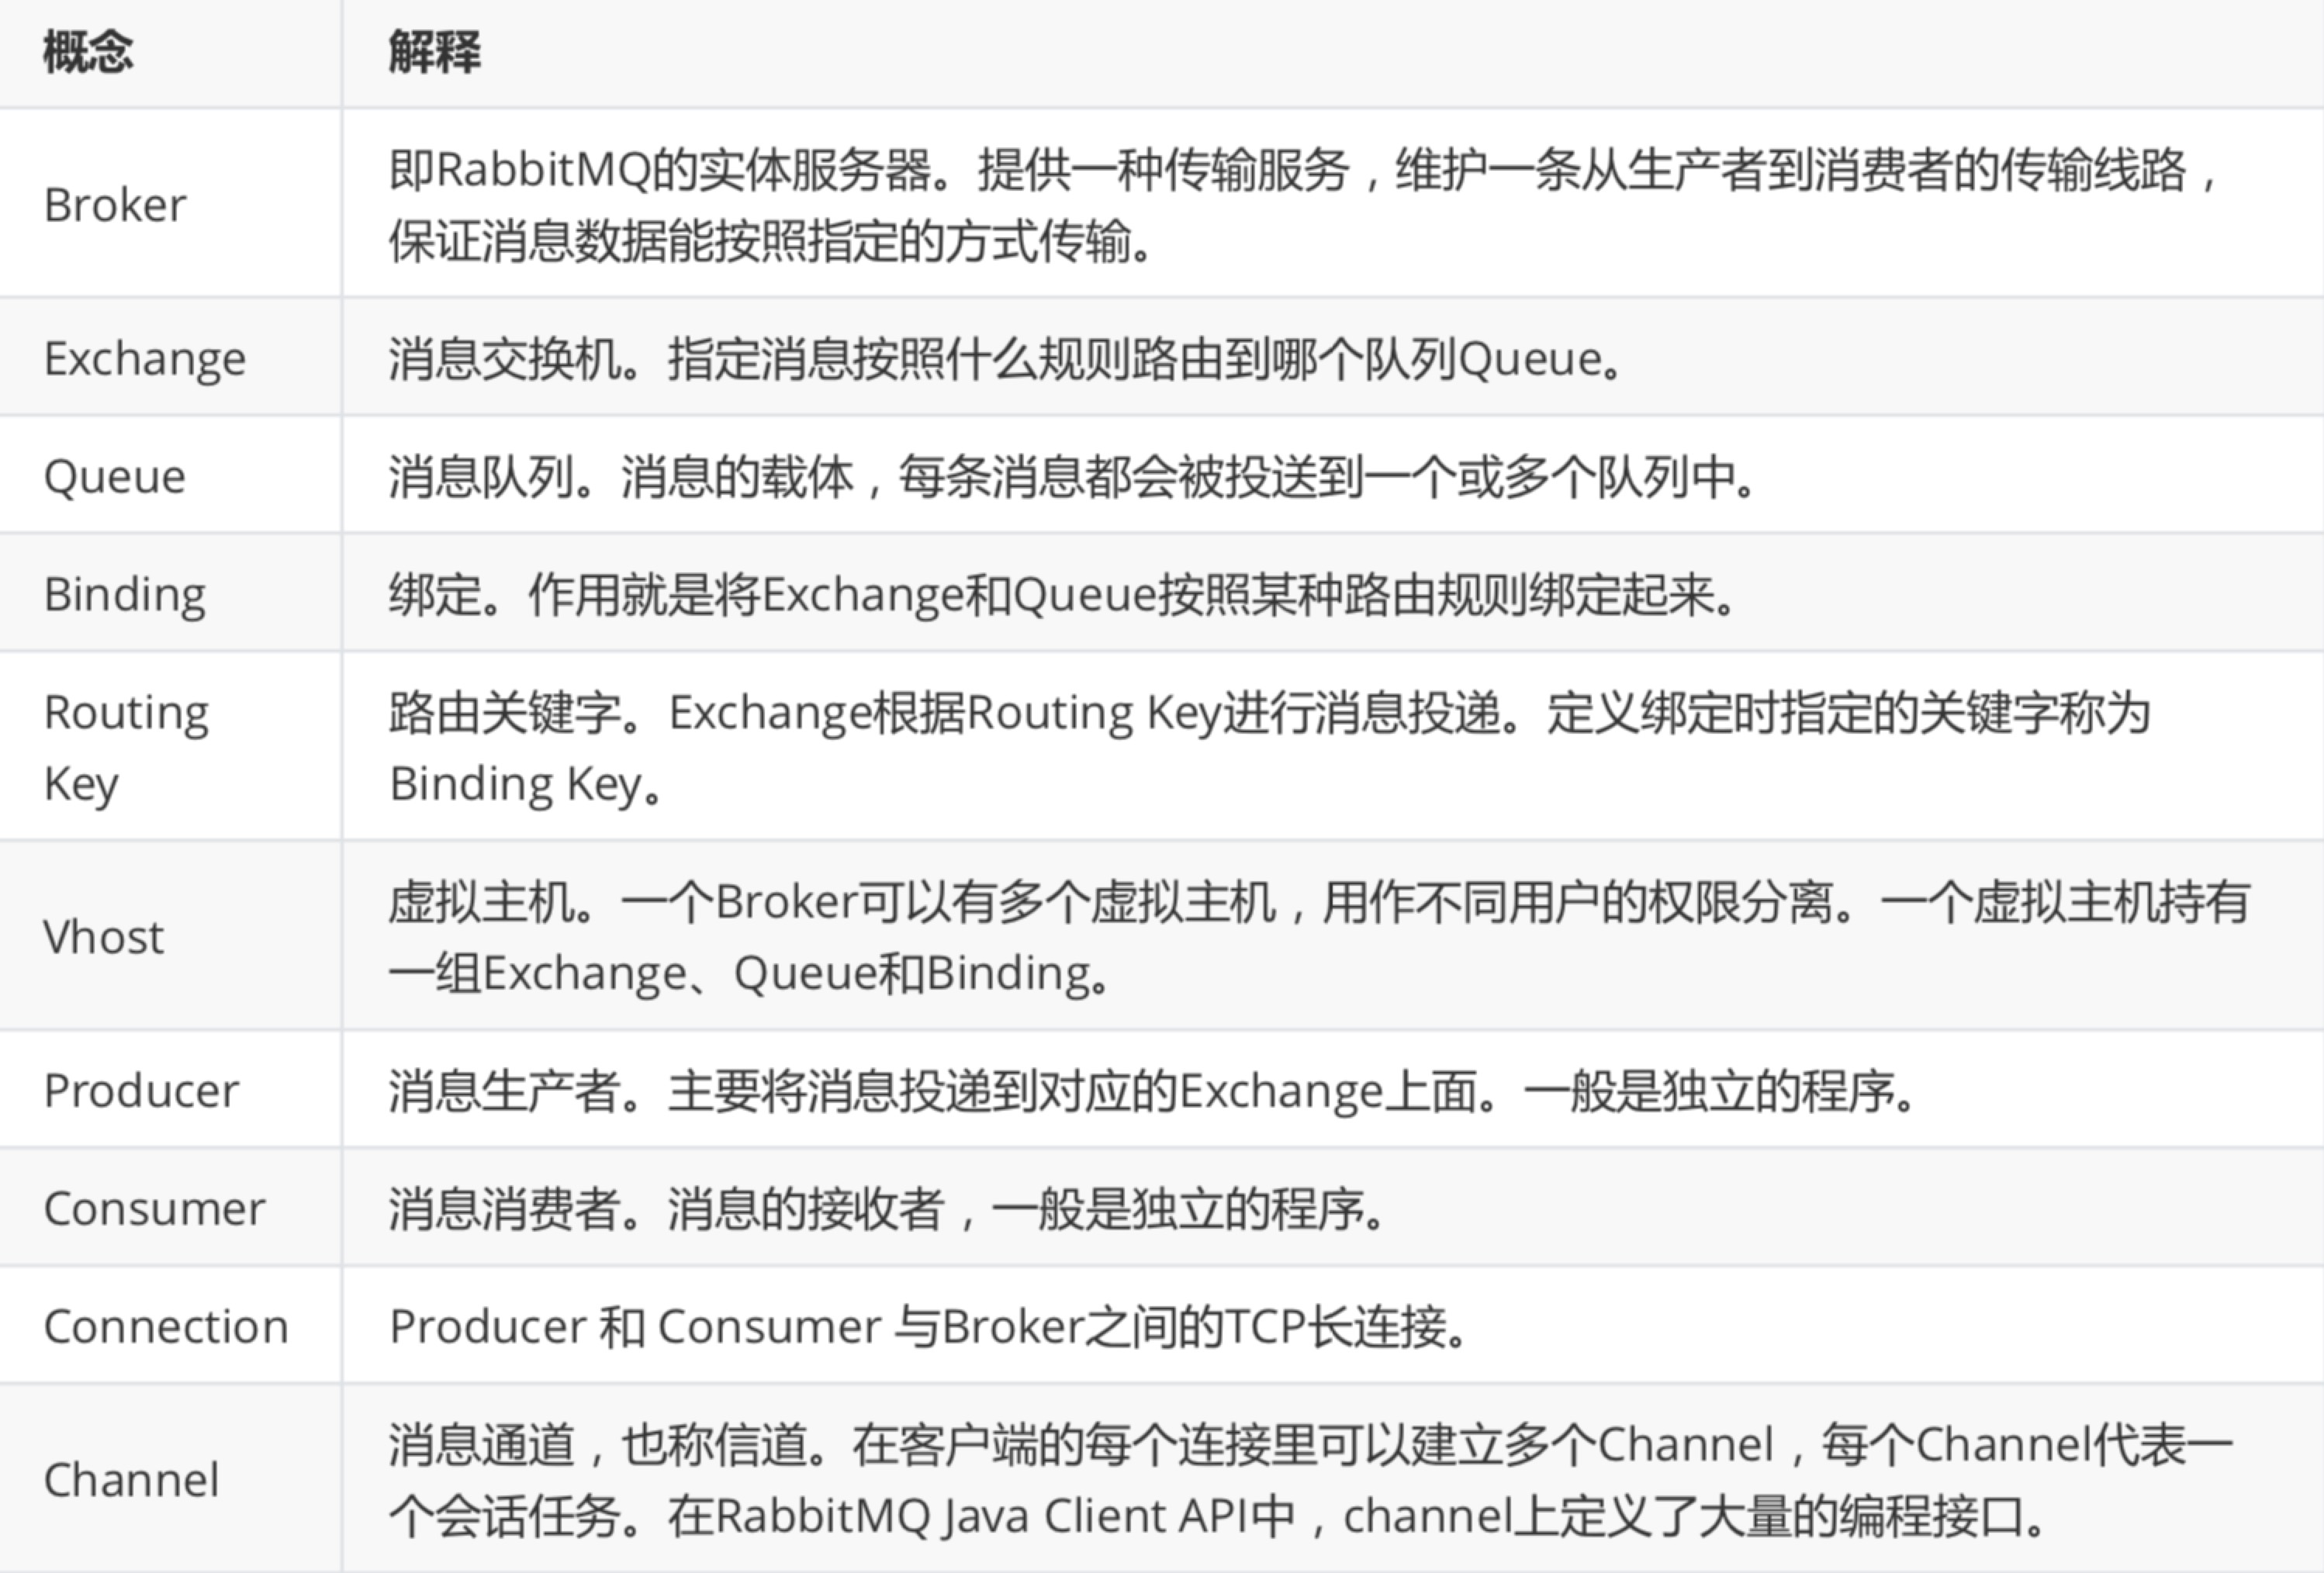 概念
解释
Broker
即RabbitMQ的实体服务器。提供一种传输服务，维护一条从生产者到消费者的传输线路，
保证消息数据能按照指定的方式传输。
Exchange
消息交换机。指定消息按照什么规则路由到哪个队列Queue。
Queue
消息队列。消息的载体，每条消息都会被投送到一个或多个队列中。
Binding
绑定。作用就是将Exchange和Queue按照某种路由规则绑定起来。
Routing
Key
路由关键字。Exchange根据Routing Key进行消息投递。定义绑定时指定的关键字称为
Binding Key。
Vhost
虚拟主机。一个Broker可以有多个虚拟主机，用作不同用户的权限分离。一个虚拟主机持有
一组Exchange、Queue和Binding。
Producer
消息生产者。主要将消息投递到对应的Exchange上面。一般是独立的程序。
Consumer
消息消费者。消息的接收者，一般是独立的程序。
Connection
Producer 和 Consumer 与Broker之间的TCP长连接。
Channel
消息通道，也称信道。在客户端的每个连接里可以建立多个Channel，每个Channel代表一
个会话任务。在RabbitMQ Java Client API中，channel上定义了大量的编程接口。